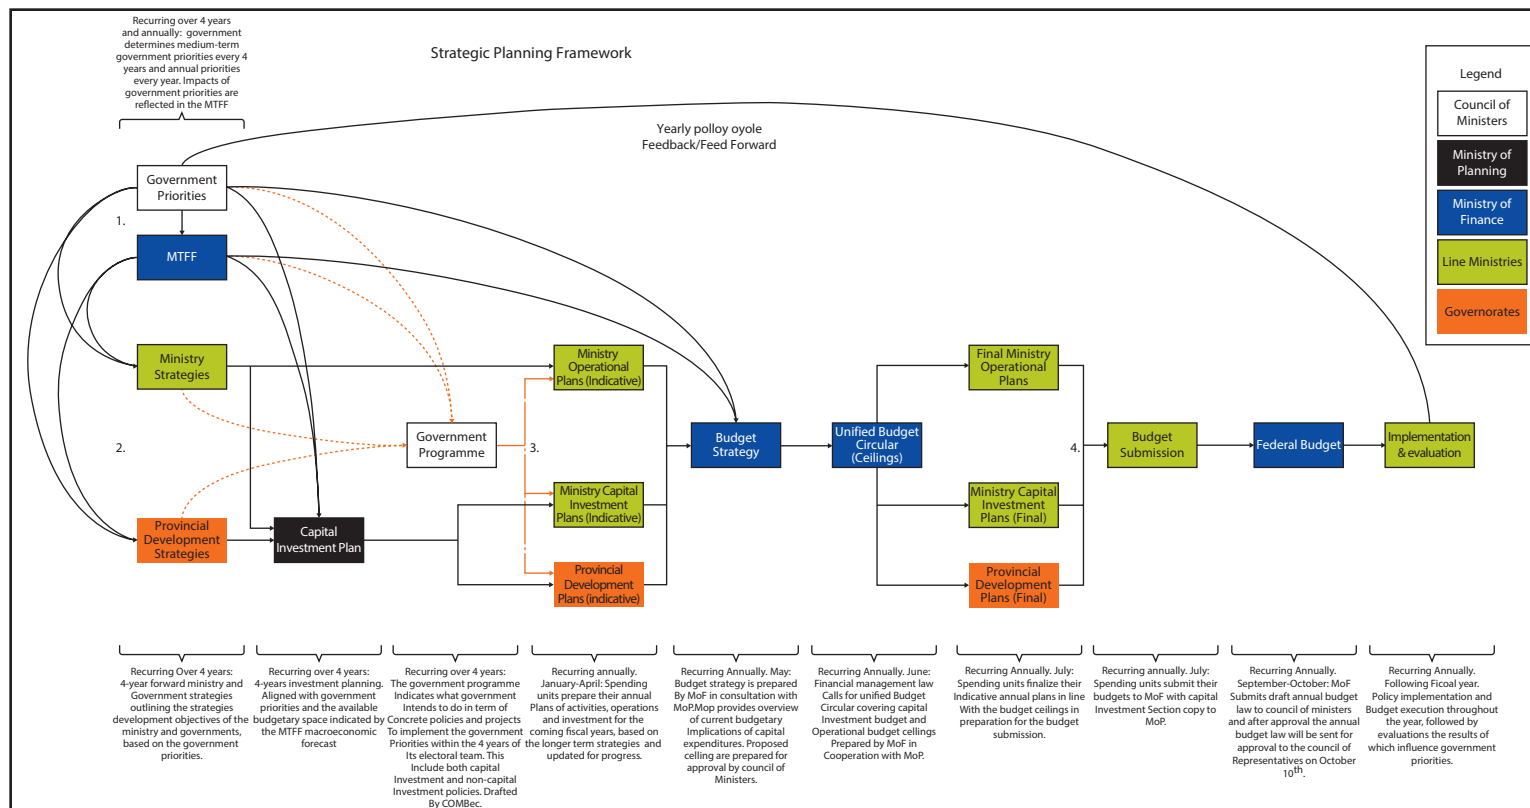 Recurring over 4 years
and annually: government
determines medium-term
government priorities every 4
years and annual priorities
every year. Impacts of
government priorities are
reflected in the MTFF
Strategic Planning Framework
Legend
Council of
Ministers
Ministry of
Planning
Ministry of
Finance
Line Ministries
Governorates
Yearly polloy oyole
Feedback/Feed Forward
Government
Priorities
1.
MTFF
Ministry
Strategies
2.
Provincial
Development
Strategies
Capital
Investment Plan
Government
Programme
3.
Ministry
Operational
Plans (Indicative)
Ministry Capital
Investment
Plans (Indicative)
Provincial
Development
Plans (indicative)
Budget
Strategy
Unified Budget
Circular
(Ceilings)
Final Ministry
Operational
Plans
Ministry Capital
Investment
Plans (Final)
Provincial
Development
Plans (Final)
4.
Budget
Submission
Federal Budget
Implementation
& evaluation
Recurring Over 4 years:
4-year forward ministry and
Government strategies
outlining the strategies
development objectives of the
ministry and governments,
based on the government
priorities.
Recurring over 4 years:
4-years investment planning.
Aligned with government
priorities and the available
budgetary space indicated by
the MTFF macroeconomic
forecast
Recurring over 4 years:
The government programme
Indicates what government
Intends to do in term of
Concrete policies and projects
To implement the government
Priorities within the 4 years of
Its electoral team. This
Include both capital
Investment and non-capital
Investment policies. Drafted
By COMBec.
Recurring annually.
January-April: Spending
units prepare their annual
Plans of activities, operations
and investment for the
coming fiscal years, based on
the longer term strategies and
updated for progress.
Recurring Annually. May:
Budget strategy is prepared
By MoF in consultation with
MoP.Mop provides overview
of current budgetary
Implications of capital
expenditures. Proposed
celling are prepared for
approval by council of
Ministers.
Recurring Annually. June:
Financial management law
Calls for unified Budget
Circular covering capital
Investment budget and
Operational budget cellings
Prepared by MoF in
Cooperation with MoP.
Recurring Annually. July:
Spending units finalize their
Indicative annual plans in line
With the budget ceilings in
preparation for the budget
submission.
Recurring annually. July:
Spending units submit their
budgets to MoF with capital
Investment Section copy to
MoP.
Recurring Annually.
September-October: MoF
Submits draft annual budget
law to council of ministers
and after approval the annual
budget law will be sent for
approval to the council of
Representatives on October
10th.
Recurring Annually.
Following Ficoal year.
Policy implementation and
Budget execution throughout
the year, followed by
evaluations the results of
which influence government
priorities.